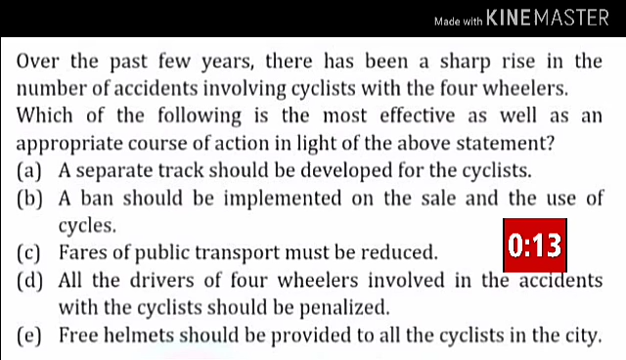 Made with KINEMASTER
Over the past few years, there has been a sharp rise in the
number of accidents involving cyclists with the four wheelers.
Which of the following is the most effective as well as an
appropriate course of action in light of the above statement?
(a) A separate track should be developed for the cyclists.
(b) A ban should be implemented on the sale and the use of
cycles.
(c) Fares of public transport must be reduced.
0:13
(d) All the drivers of four wheelers involved in the accidents
with the cyclists should be penalized.
(e) Free helmets should be provided to all the cyclists in the city.